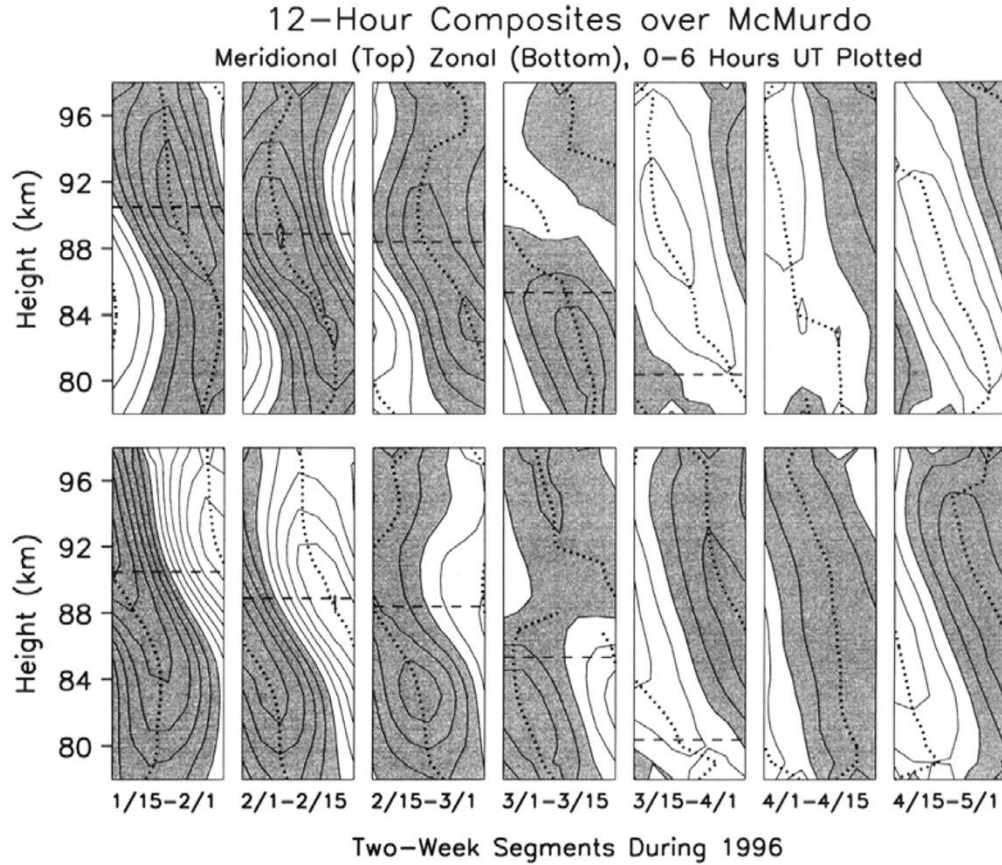 12-Hour Composites over McMurdo
Meridional (Top) Zonal (Bottom), 0-6 Hours UT Plotted
Height (km)
96
92
88
84
80
Height (km)
96
92
88
84
80
1/15-2/1 2/1-2/15 2/15-3/1 3/1-3/15 3/15-4/1 4/1-4/15 4/15-5/1
Two-Week Segments During 1996